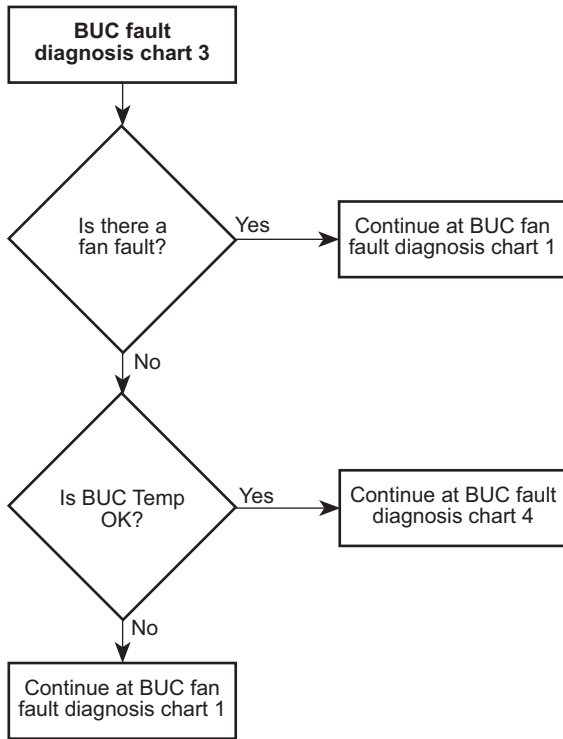 BUC fault
diagnosis chart 3
Is there a
fan fault?
Yes
Continue at BUC fan
fault diagnosis chart 1
No
Is BUC Temp
OK?
Yes
Continue at BUC fault
diagnosis chart 4
No
Continue at BUC fan
fault diagnosis chart 1